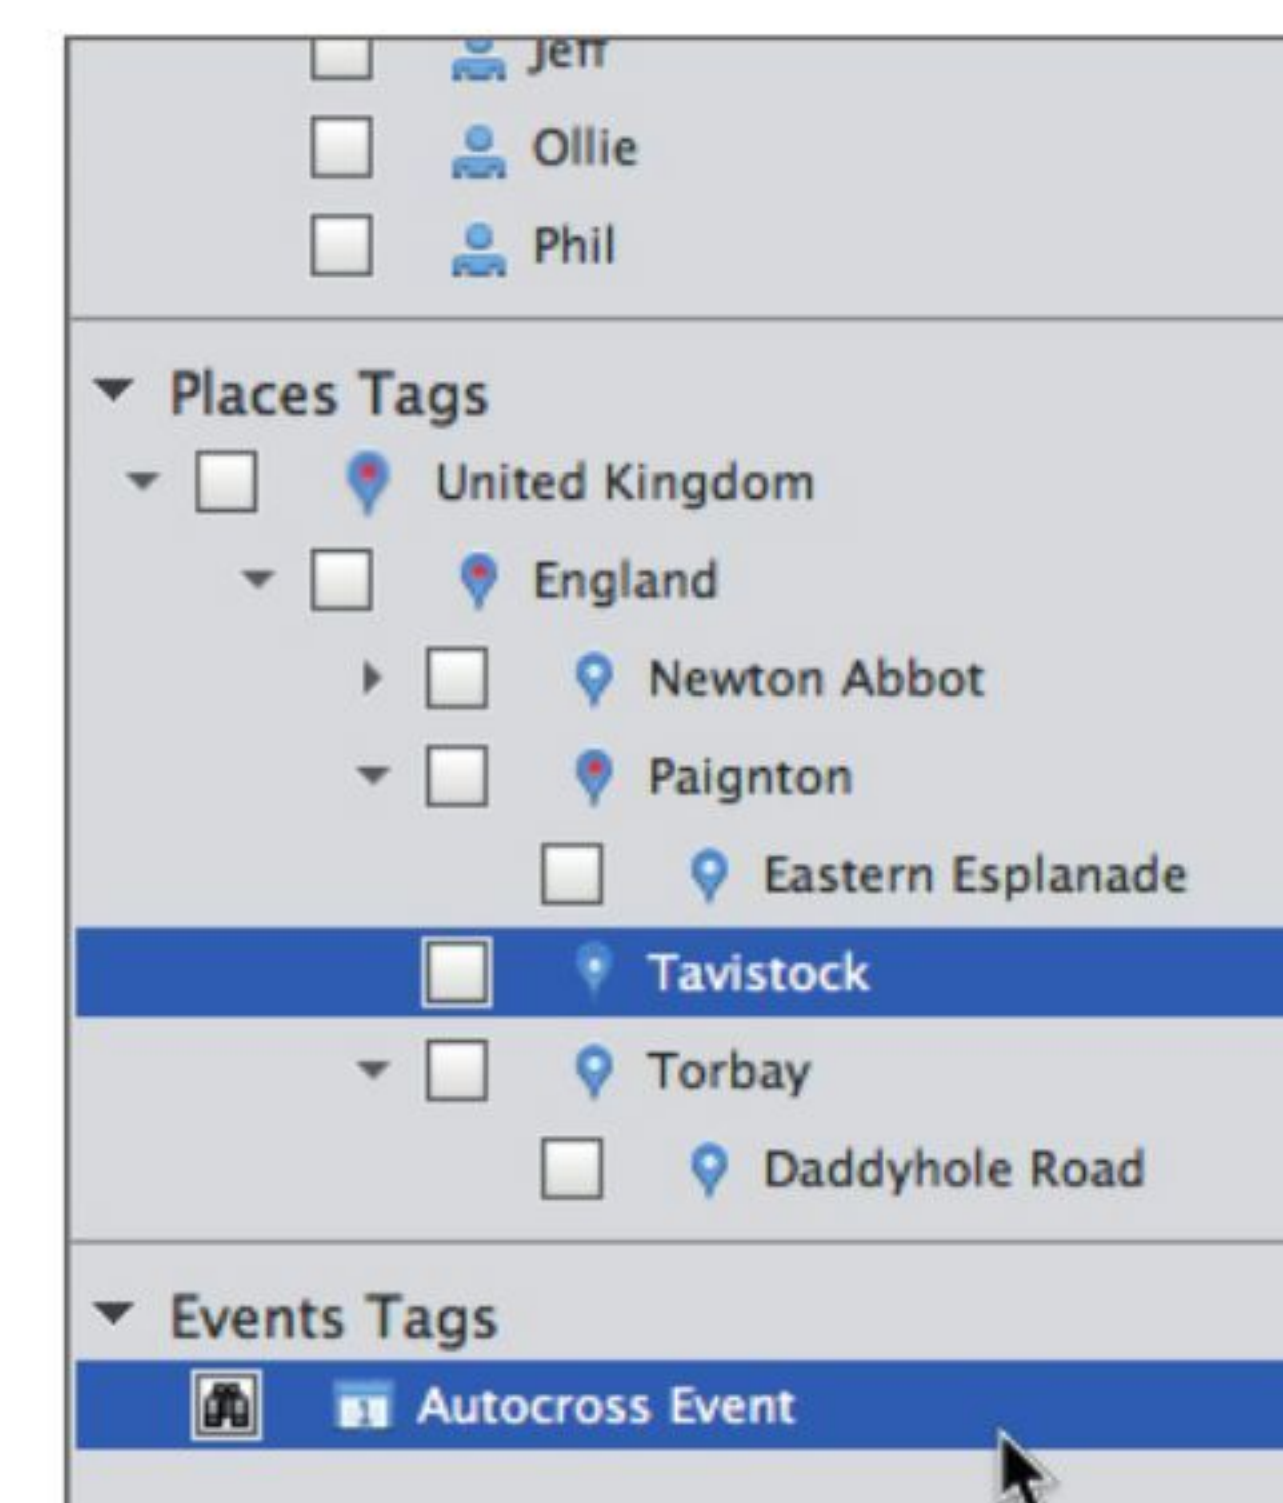 Jeff
Ollie
Phil
Places Tags
United Kingdom
England
Newton Abbot
Paignton
Eastern Esplanade
Tavistock
Torbay
Daddyhole Road
Events Tags
Autocross Event